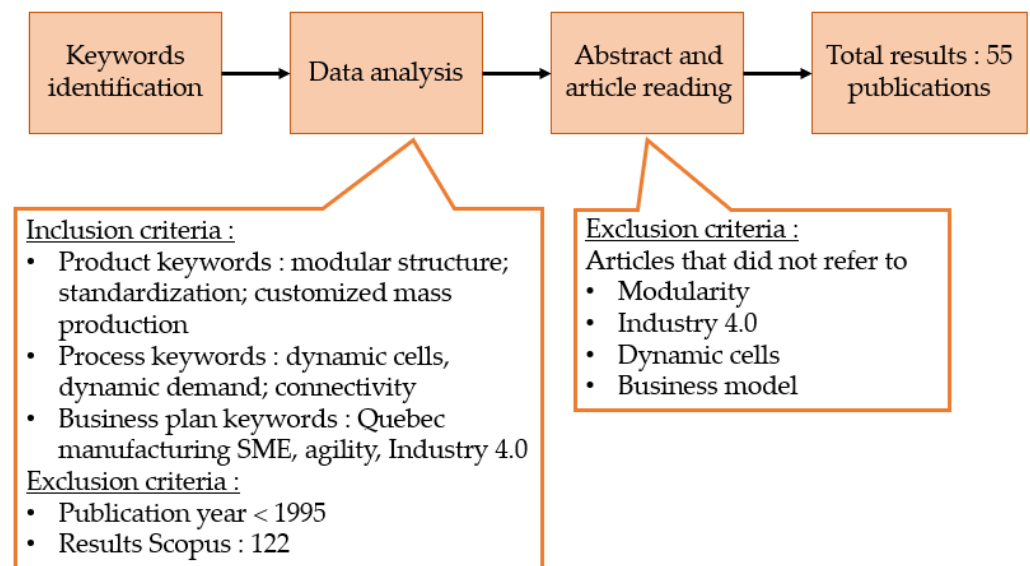 Keywords
identification
Data analysis
Abstract and
article reading
Total results : 55
publications
Inclusion criteria :
• Product keywords : modular structure;
standardization; customized mass
production
• Process keywords : dynamic cells,
dynamic demand; connectivity
• Business plan keywords : Quebec
manufacturing SME, agility, Industry 4.0
Exclusion criteria :
• Publication year < 1995
• Results Scopus : 122
Exclusion criteria :
Articles that did not refer to
• Modularity
• Industry 4.0
• Dynamic cells
• Business model